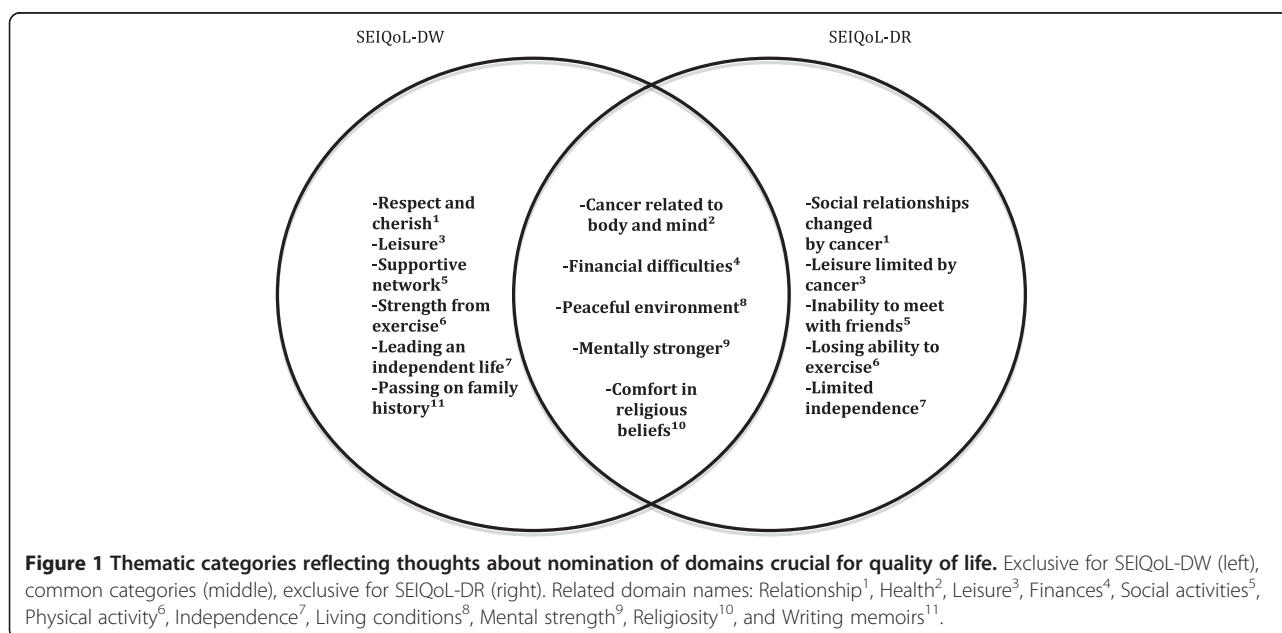 SEIQoL-DW
SEIQoL-DR
-Respect and
cherish¹
-Leisure³
-Supportive
network⁵
-Strength from
exercise⁶
-Leading an
independent life⁷
-Passing on family
history¹¹
-Cancer related to
body and mind²
-Financial difficulties⁴
-Peaceful environment⁸
-Mentally stronger⁹
-Comfort in
religious
beliefs¹⁰
-Social relationships
changed
by cancer¹
-Leisure limited by
cancer³
-Inability to meet
with friends⁵
-Losing ability to
exercise⁶
-Limited
independence⁷
Figure 1 Thematic categories reflecting thoughts about nomination of domains crucial for quality of life. Exclusive for SEIQoL-DW (left),
common categories (middle), exclusive for SEIQoL-DR (right). Related domain names: Relationship¹, Health², Leisure³, Finances⁴, Social activities⁵,
Physical activity⁶, Independence⁷, Living conditions⁸, Mental strength⁹, Religiosity¹⁰, and Writing memoirs¹¹.